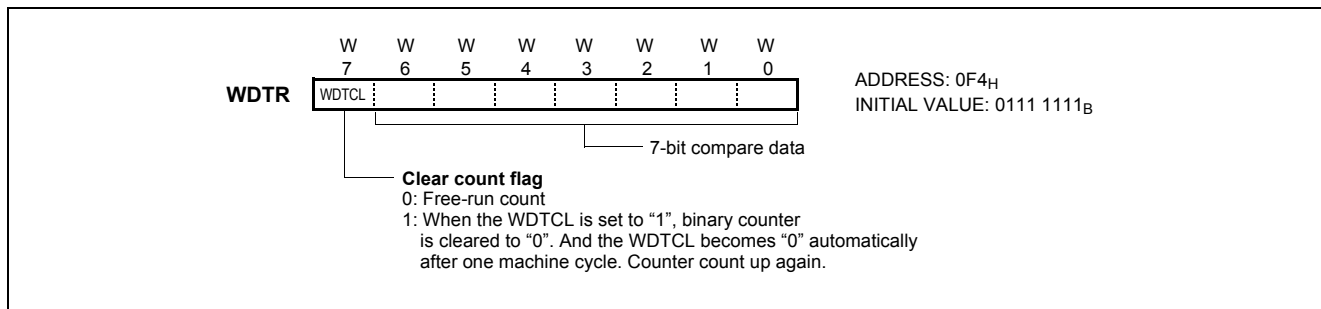 W W W W W W W W
7 6 5 4 3 2 1 0
WDTR WDTCL
ADDRESS: 0F4H
INITIAL VALUE: 0111 1111B
7-bit compare data
Clear count flag
0: Free-run count
1: When the WDTCL is set to “1”, binary counter
is cleared to “0”. And the WDTCL becomes “0” automatically
after one machine cycle. Counter count up again.